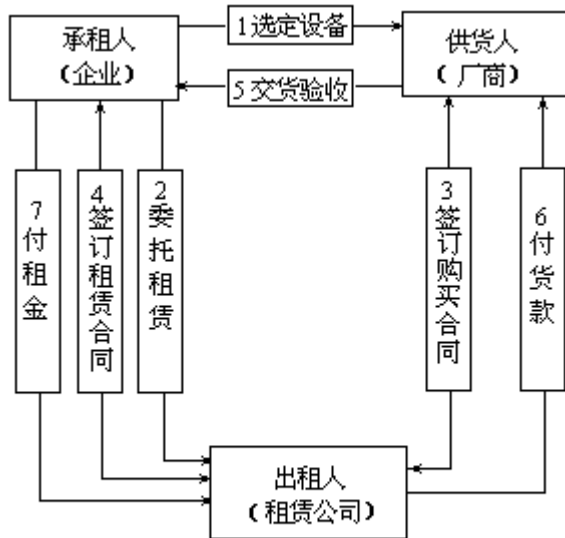 承租人
（企业）
1选定设备
供货人
（厂商）
5交货验收
7付租金
4签订租赁合同
2委托租赁
3签订购买合同
6付货款
出租人
（租赁公司）